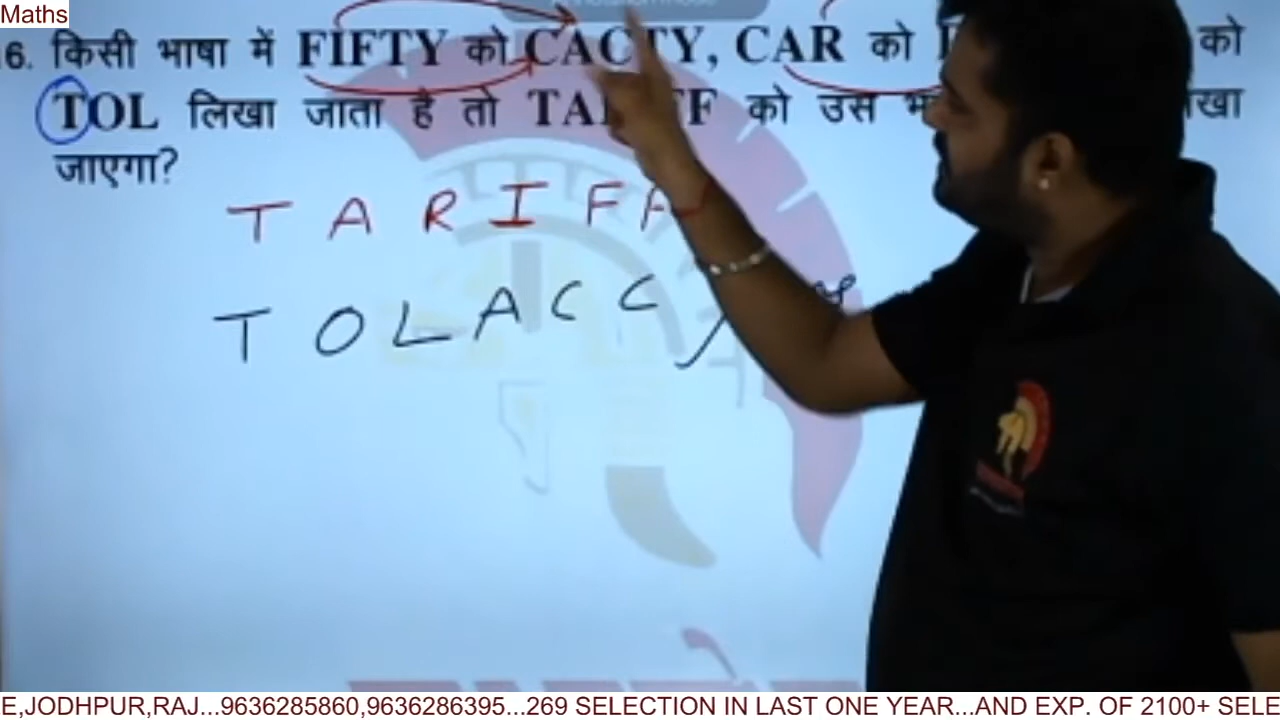 Maths
6. किसी भाषा में FIFTY को CACTY, CAR को को
TOL लिखा जाता है तो को उस
जाएगा?
T A R I F
T O L A C C
E,JODHPUR,RAJ...9636285860,9636286395...269 SELECTION IN LAST ONE YEAR...AND EXP. OF 2100+ SELE